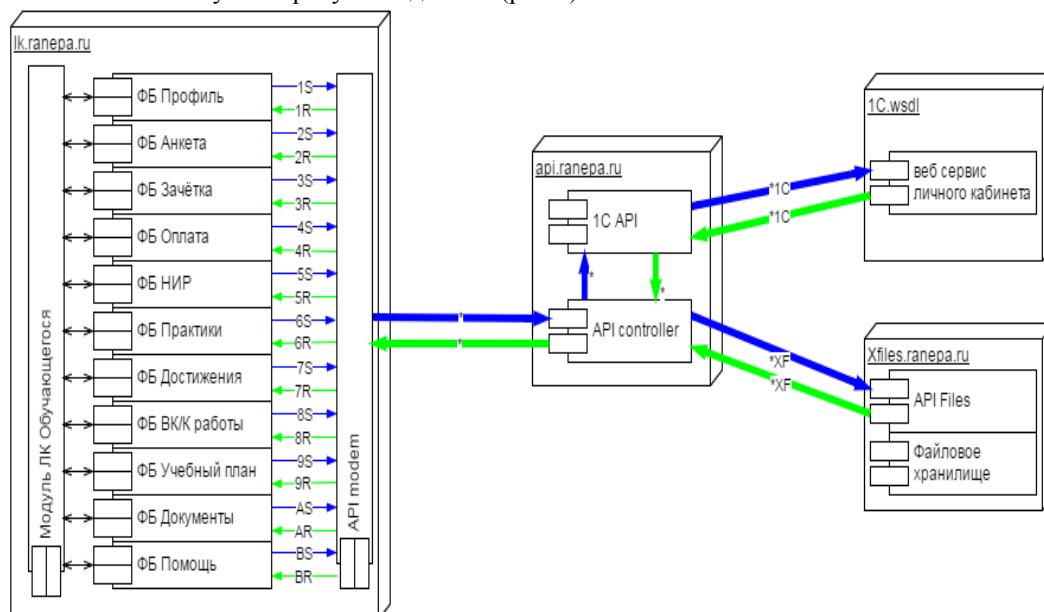 lk.ranepa.ru
Модуль ЛК Обучающегося
ФБ Профиль
1S
1R
ФБ Анкета
2S
2R
ФБ Зачётка
3S
3R
ФБ Оплата
4S
4R
ФБ НИР
5S
5R
ФБ Практики
6S
6R
ФБ Достижения
7S
7R
ФБ ВК/К работы
8S
8R
ФБ Учебный план
9S
9R
ФБ Документы
AS
AR
ФБ Помощь
BS
BR
API modem
*
*
api.ranepa.ru
1C API
*
*
API controller
*1C
*1C
*XF
*XF
1C.wsdl
веб сервис
личного кабинета
Xfiles.ranepa.ru
API Files
Файловое
хранилище